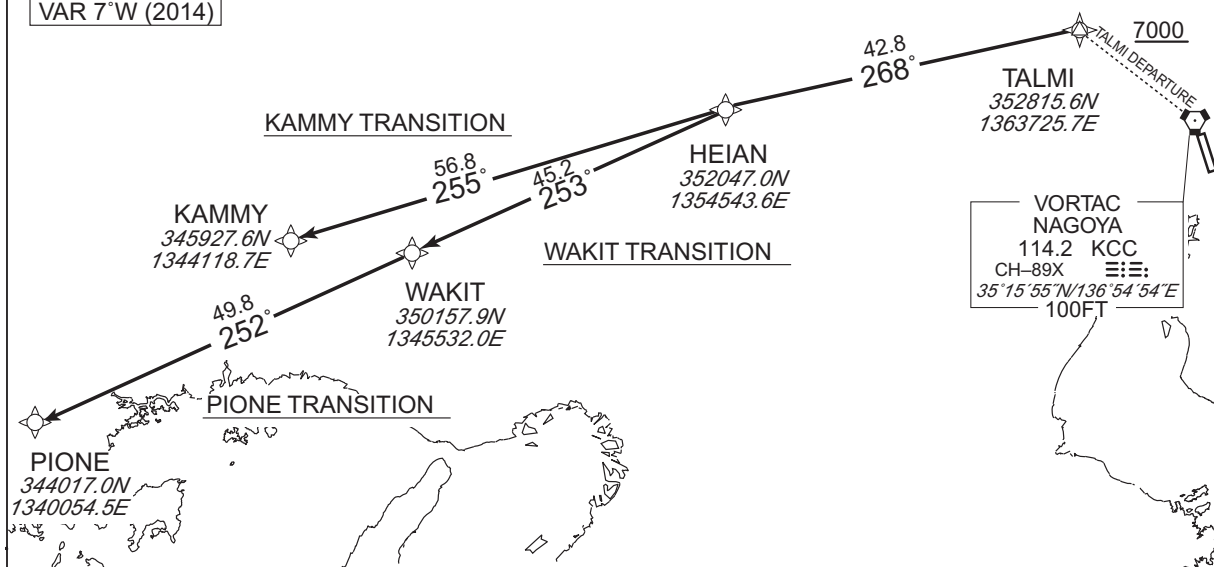 VAR 7°W (2014)
7000
TALMI DEPARTURE
42.8
268°
TALMI
352815.6N
1363725.7E
KAMMY TRANSITION
HEIAN
352047.0N
1354543.6E
56.8
255°
45.2
253°
KAMMY
345927.6N
1344118.7E
WAKIT TRANSITION
VORTAC
NAGOYA
114.2 KCC
CH–89X
35°15´55˝N/136°54´54˝E
100FT
WAKIT
350157.9N
1345532.0E
49.8
252°
PIONE TRANSITION
PIONE
344017.0N
1340054.5E